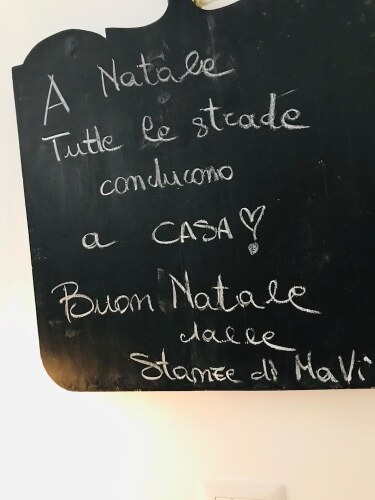 A Natale
Tutte le strade
conducono
a CASA!
Buon Natale
dalle
Stanze di MaVi